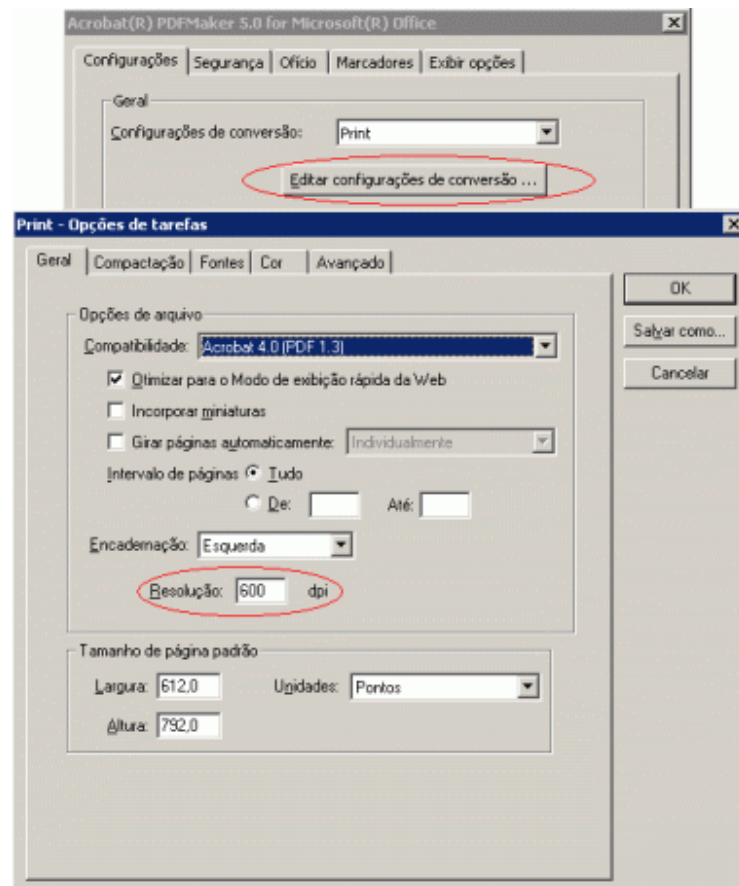 Acrobat(R) PDFMaker 5.0 for Microsoft(R) Office
Configurações Segurança Ofício Marcadores Exibir opções
Geral
Configurações de conversão: Print
Editar configurações de conversão ...
Print - Opções de tarefas
Geral Compactação Fontes Cor Avançado
OK
Opções de arquivo
Salvar como...
Compatibilidade: Acrobat 4.0 (PDF 1.3)
Cancelar
Otimizar para o Modo de exibição rápida da Web
Incorporar miniaturas
Girar páginas automaticamente: Individualmente
Intervalo de páginas Tudo
De: Até:
Encadernação: Esquerda
Resolução: 600 dpi
Tamanho de página padrão
Largura: 612,0 Unidades: Pontos
Altura: 792,0